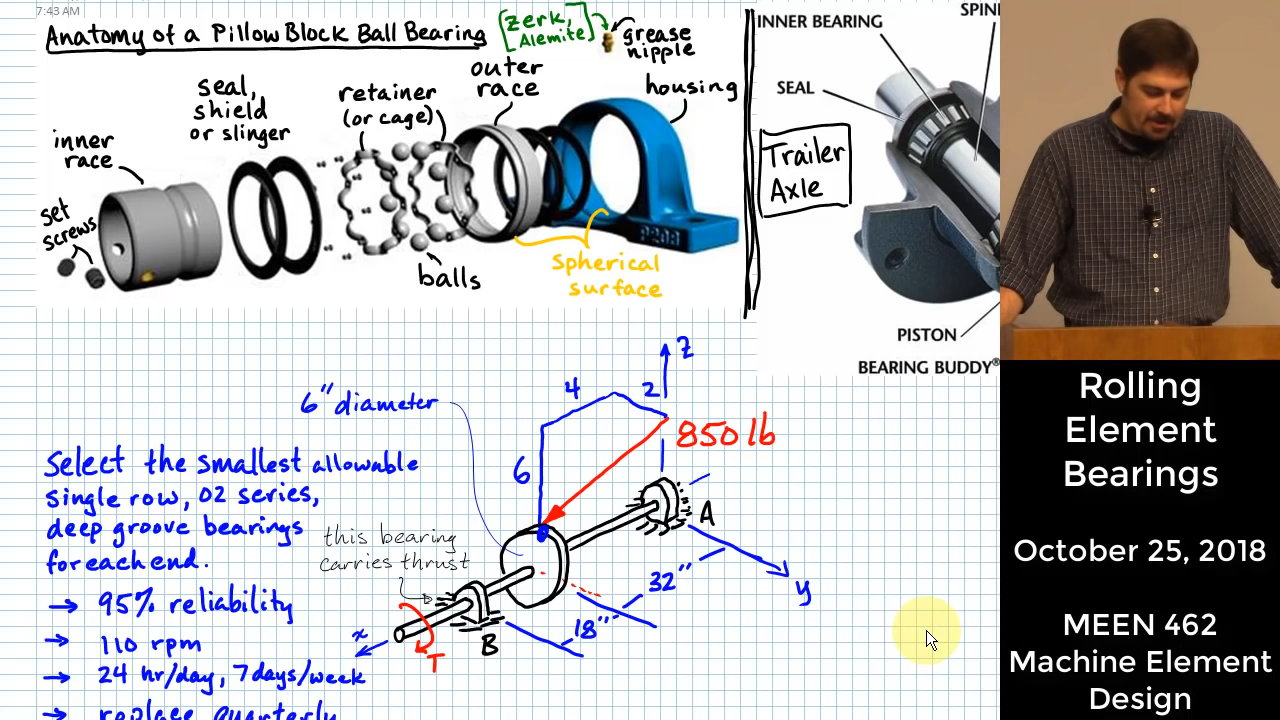 7:43 AM
Anatomy of a Pillow Block Ball Bearing
[zerk,
Alemite]
grease
nipple
outer
race
housing
seal,
shield
or slinger
retainer
(or cage)
inner
race
set
screws
balls
spherical
surface
INNER BEARING
SPIN
SEAL
Trailer
Axle
PISTON
BEARING BUDDY®
z
4
2
6" diameter
850 lb
6
Select the smallest allowable
single row, 02 series,
deep groove bearings
for each end.
→ 95% reliability
→ 110 rpm
→ 24 hr/day, 7 days/week
→ replace quarterly
this bearing
carries thrust
A
32"
y
18"
B
x
T
Rolling
Element
Bearings
October 25, 2018
MEEN 462
Machine Element
Design